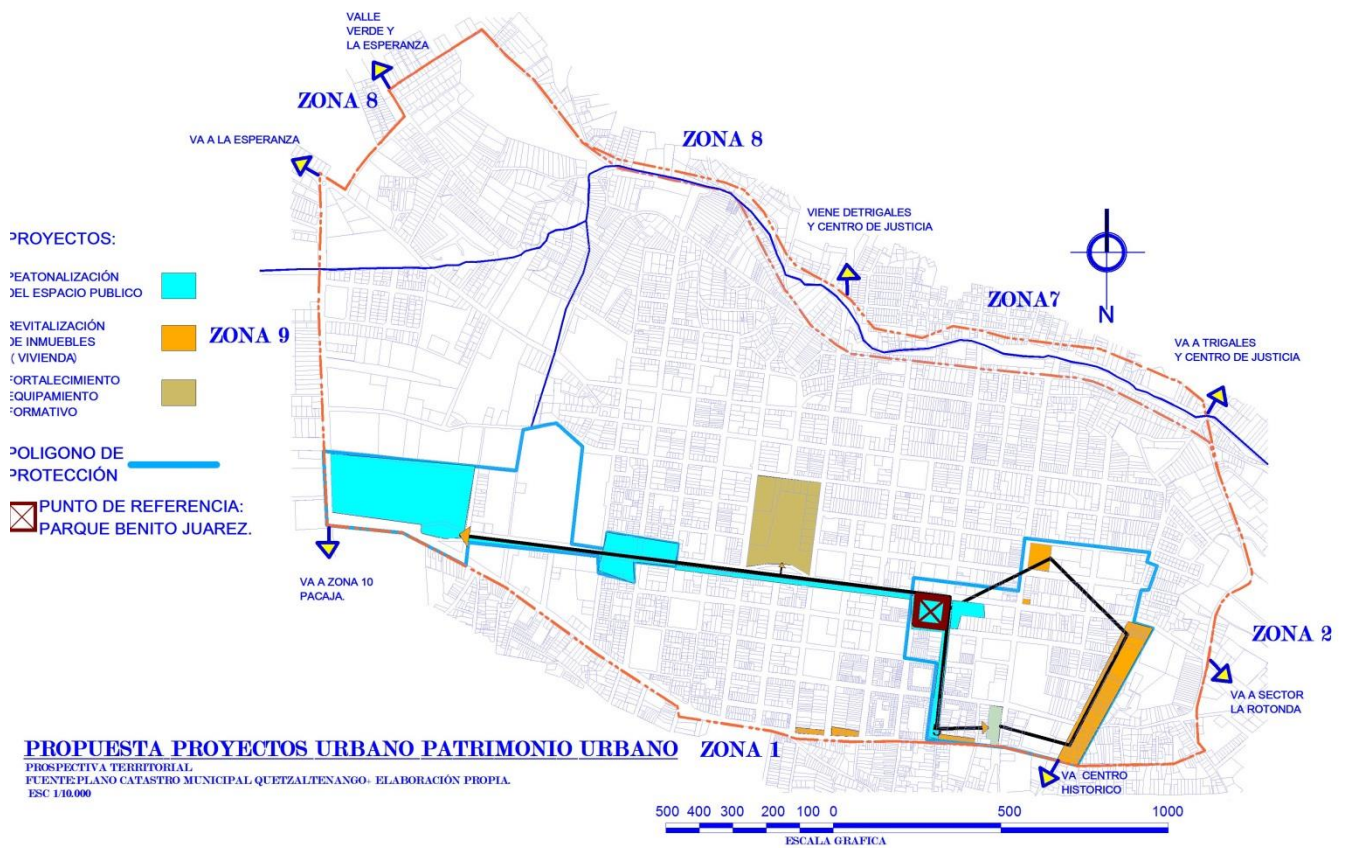 VALLE
VERDE Y
LA ESPERANZA
ZONA 8
VA A LA ESPERANZA
ZONA 8
VIENE DETRIGALES
Y CENTRO DE JUSTICIA
N
ZONA7
VA A TRIGALES
Y CENTRO DE JUSTICIA
PROYECTOS:
PEATONALIZACIÓN
DEL ESPACIO PUBLICO
REVITALIZACIÓN
DE INMUEBLES
( VIVIENDA)
FORTALECIMIENTO
EQUIPAMIENTO
FORMATIVO
POLIGONO DE
PROTECCIÓN
PUNTO DE REFERENCIA:
PARQUE BENITO JUAREZ.
ZONA 9
VA A ZONA 10
PACAJA.
ZONA 2
VA A SECTOR
LA ROTONDA
VA CENTRO
HISTORICO
ZONA 1
PROPUESTA PROYECTOS URBANO PATRIMONIO URBANO
PROSPECTIVA TERRITORIAL
FUENTE:PLANO CATASTRO MUNICIPAL QUETZALTENANGO+ ELABORACIÓN PROPIA.
ESC 1/10.000
500 400 300 200 100 0 500 1000
ESCALA GRAFICA